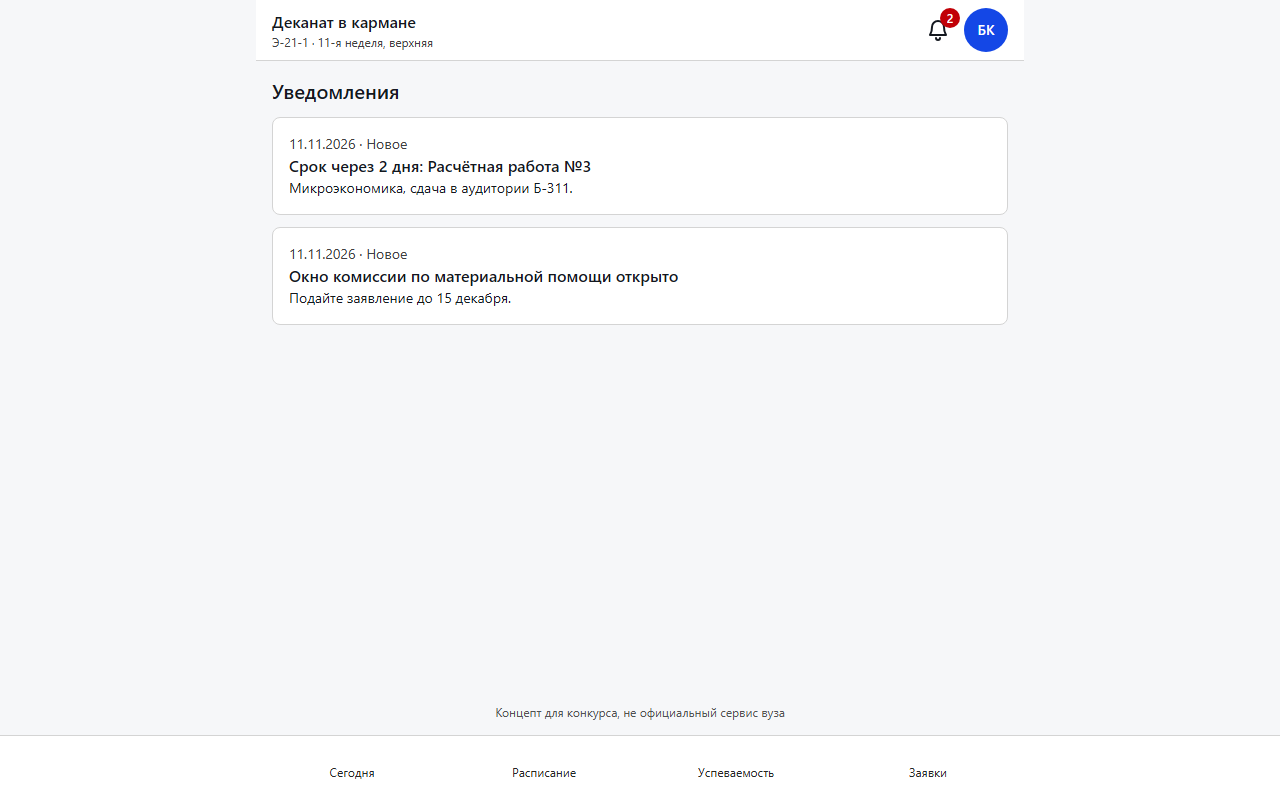 Деканат в кармане
Э-21-1 · 11-я неделя, верхняя
2
БК
Уведомления
11.11.2026 · Новое
Срок через 2 дня: Расчётная работа №3
Микроэкономика, сдача в аудитории Б-311.
11.11.2026 · Новое
Окно комиссии по материальной помощи открыто
Подайте заявление до 15 декабря.
Концепт для конкурса, не официальный сервис вуза
Сегодня
Расписание
Успеваемость
Заявки